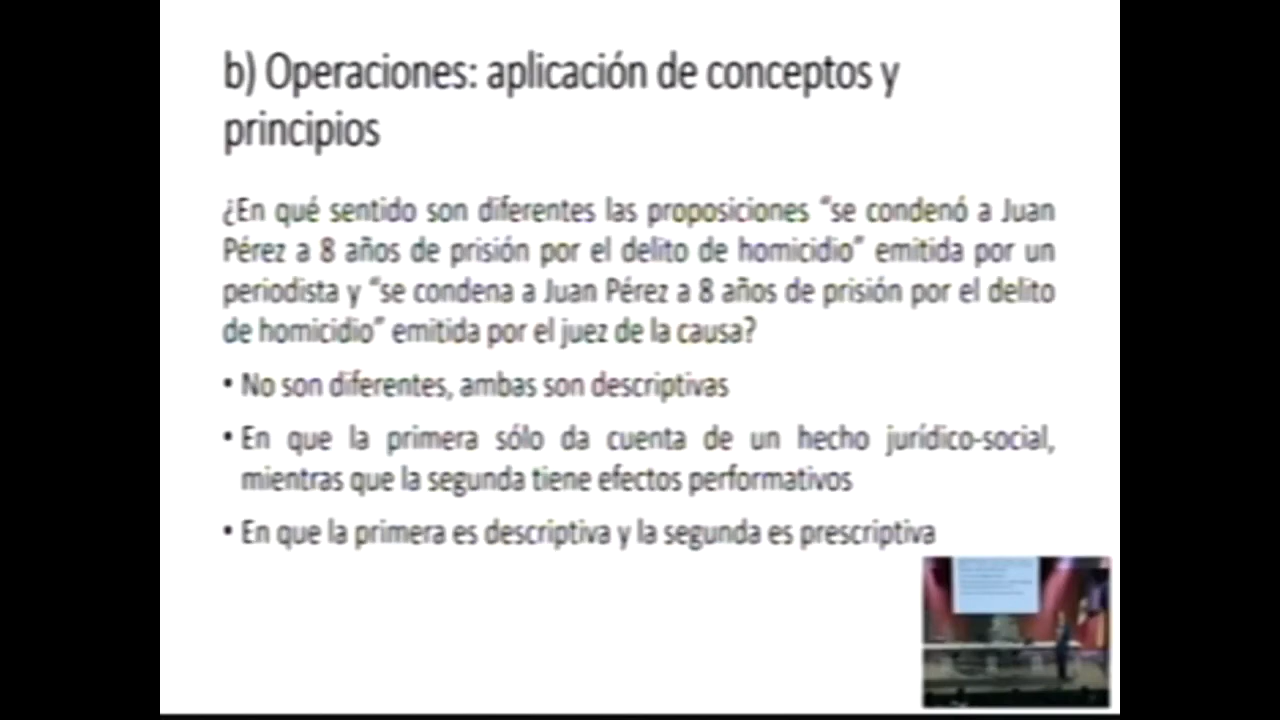 b) Operaciones: aplicación de conceptos y
principios
¿En qué sentido son diferentes las proposiciones “se condenó a Juan
Pérez a 8 años de prisión por el delito de homicidio” emitida por un
periodista y “se condena a Juan Pérez a 8 años de prisión por el delito
de homicidio” emitida por el juez de la causa?
• No son diferentes, ambas son descriptivas
• En que la primera sólo da cuenta de un hecho jurídico-social,
mientras que la segunda tiene efectos performativos
• En que la primera es descriptiva y la segunda es prescriptiva